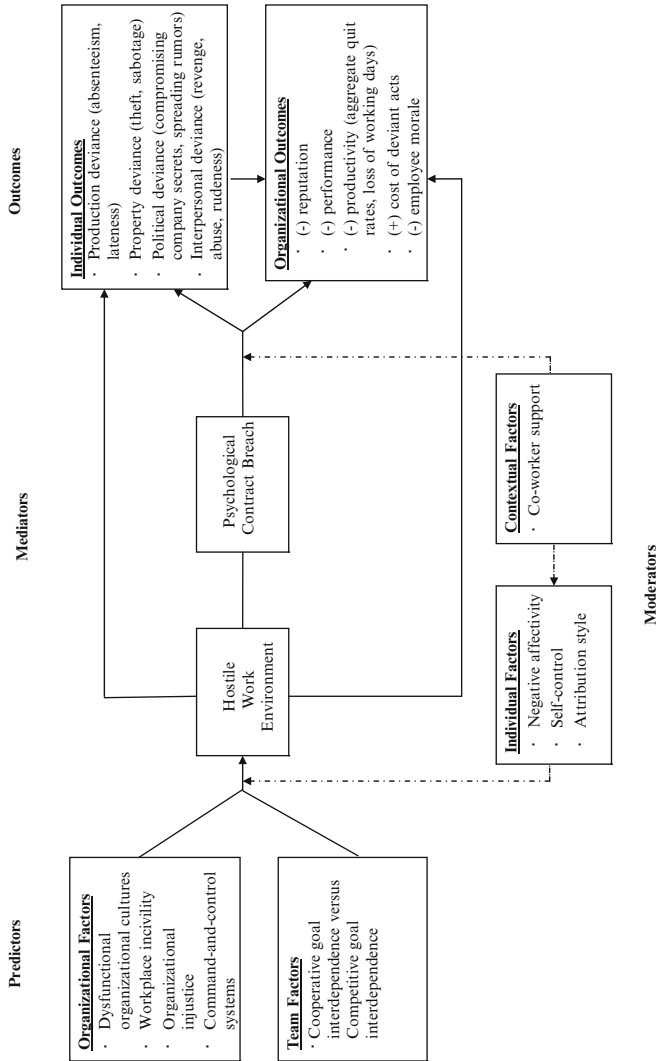 Predictors
Mediators
Outcomes
Organizational Factors
· Dysfunctional
organizational cultures
· Workplace incivility
· Organizational
injustice
· Command-and-control
systems
Team Factors
· Cooperative goal
interdependence versus
Competitive goal
interdependence
Hostile
Work
Environment
Psychological
Contract Breach
Individual Outcomes
· Production deviance (absenteeism,
lateness)
· Property deviance (theft, sabotage)
· Political deviance (compromising
company secrets, spreading rumors)
· Interpersonal deviance (revenge,
abuse, rudeness)
Organizational Outcomes
· (-) reputation
· (-) performance
· (-) productivity (aggregate quit
rates, loss of working days)
· (+) cost of deviant acts
· (-) employee morale
Individual Factors
· Negative affectivity
· Self-control
· Attribution style
Contextual Factors
· Co-worker support
Moderators